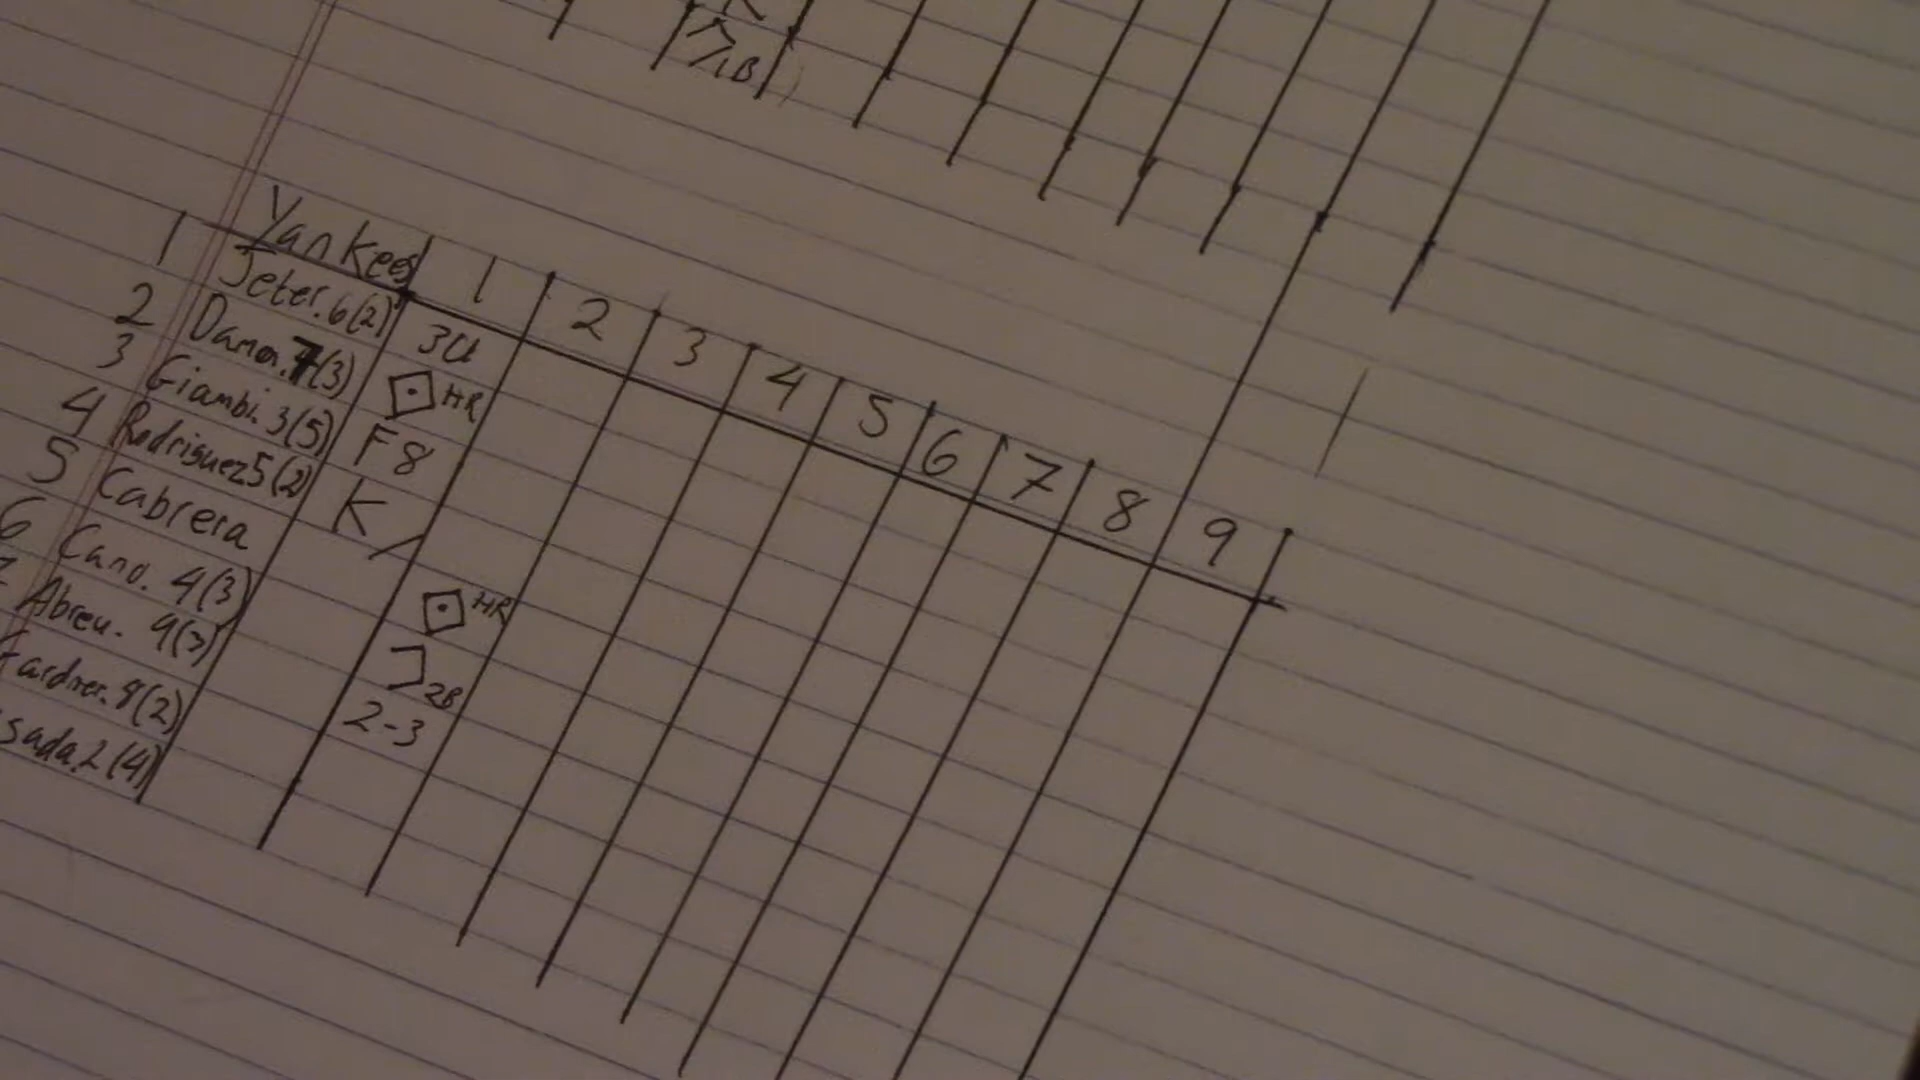 1B
Yankees 1 2 3 4 5 6 7 8 9
1 Jeter. 6(2) 3U
2 Damon. 7(3) HR
3 Giambi. 3(5) F8
4 Rodriguez 5(2) K
5 Cabrera
6 Cano. 4(3) HR
Abreu. 9( ) 2B
ardner. 8(2) 2-3
sada. 2(4)